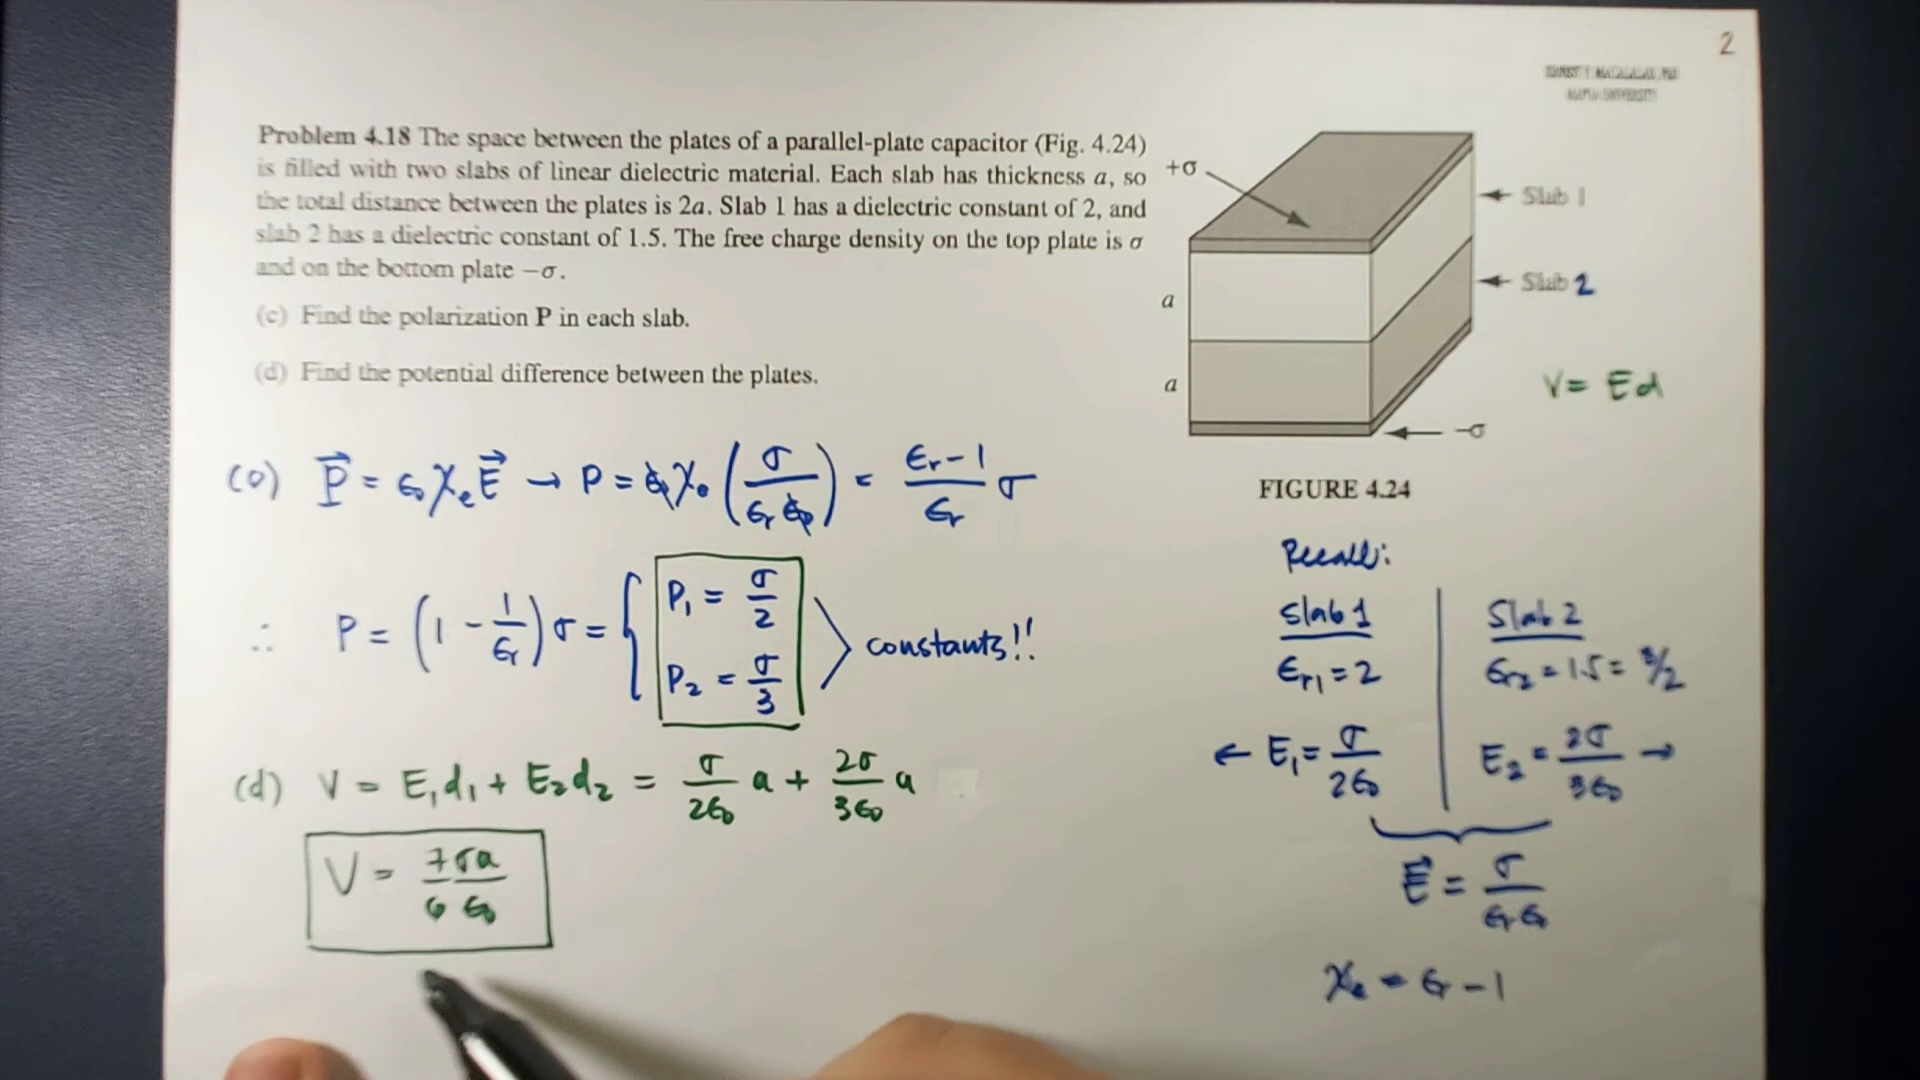 2
Problem 4.18 The space between the plates of a parallel-plate capacitor (Fig. 4.24)
is filled with two slabs of linear dielectric material. Each slab has thickness a, so
the total distance between the plates is 2a. Slab 1 has a dielectric constant of 2, and
slab 2 has a dielectric constant of 1.5. The free charge density on the top plate is σ
and on the bottom plate −σ.
(c) Find the polarization P in each slab.
(d) Find the potential difference between the plates.
+σ
Slab 1
Slab 2
a
a
−σ
FIGURE 4.24
V = Ed
(c) P⃗ = ε₀χₑE⃗ → P = ε₀χₑ(σ/(εᵣε₀)) = (εᵣ−1)/εᵣ σ
∴ P = (1 − 1/εᵣ)σ = { P₁ = σ/2
P₂ = σ/3 > constants!!
(d) V = E₁d₁ + E₂d₂ = σ/(2ε₀) a + 2σ/(3ε₀) a
V = 7/6 σa/ε₀
Recall:
Slab 1
εᵣ₁ = 2
← E₁ = σ/(2ε₀)
Slab 2
εᵣ₂ = 1.5 = 3/2
E₂ = 2σ/(3ε₀) →
E⃗ = σ/(εᵣε₀)
χₑ = εᵣ − 1